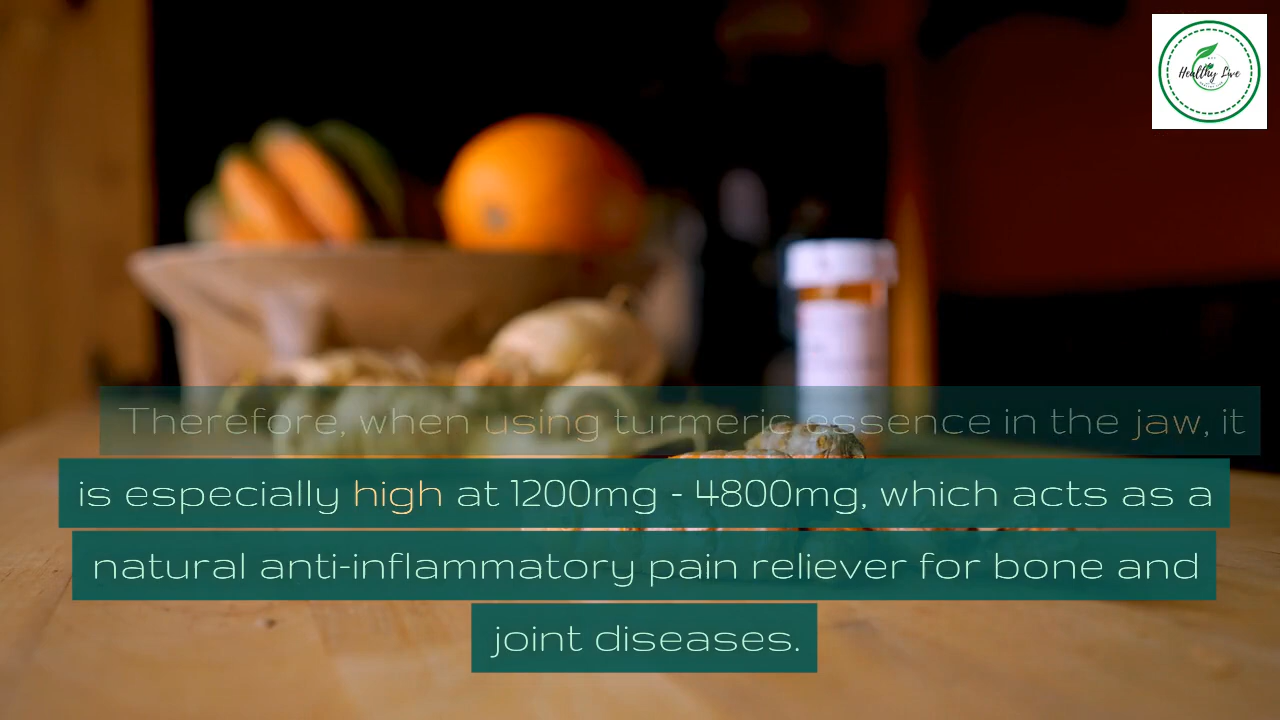 Healthy Live
Therefore, when using turmeric essence in the jaw, it
is especially high at 1200mg - 4800mg, which acts as a
natural anti-inflammatory pain reliever for bone and
joint diseases.